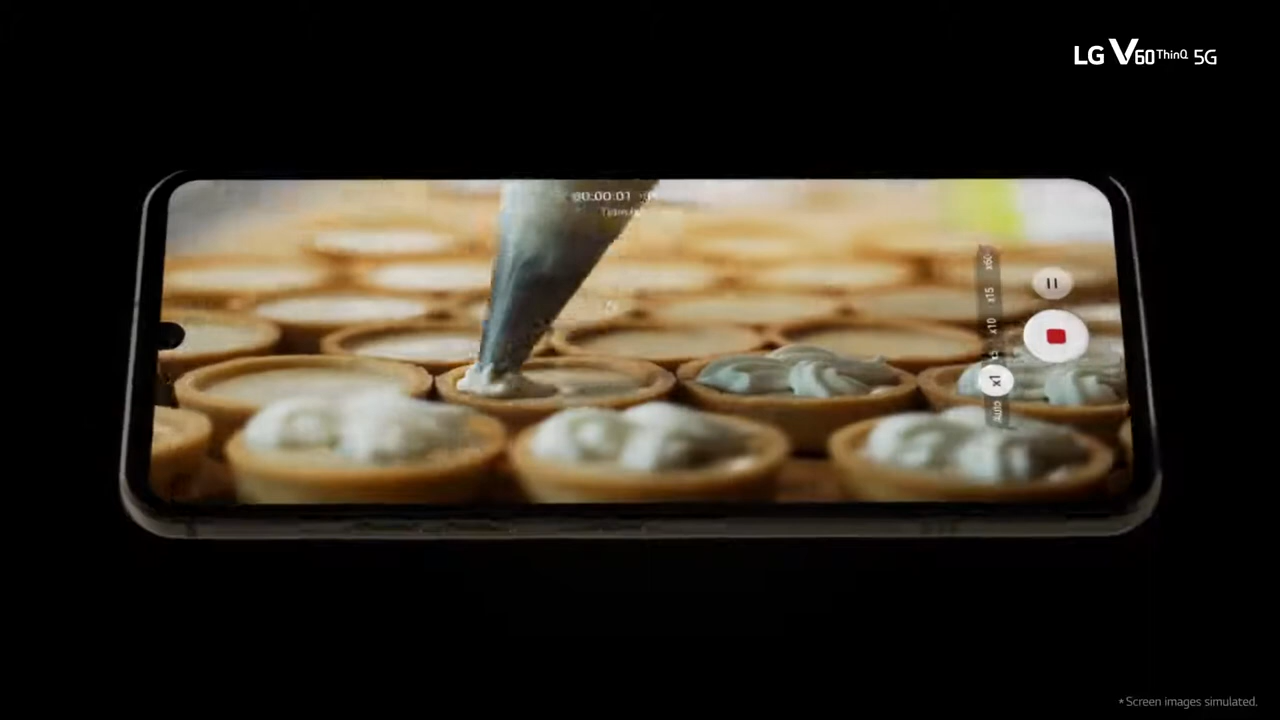 LG V60 ThinQ 5G
00:00:01
x60
x15
x10
x1
*Screen images simulated.